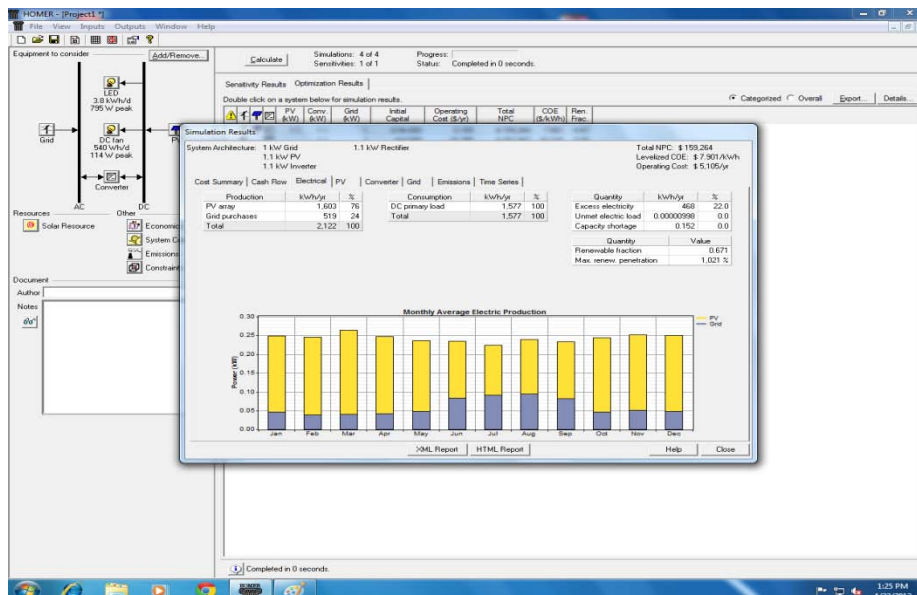 HOMER - [Project1 *]
File View Inputs Outputs Window Help
Equipment to consider Add/Remove...
LED
3.8 kWh/d
795 W peak
Grid
DC fan
540 Wh/d
114 W peak
Converter
AC DC
Resources Other
Solar Resource
Economic
System Co
Emissions
Constraint
Document
Author
Notes
Calculate
Simulations: 4 of 4 Progress:
Sensitivities: 1 of 1 Status: Completed in 0 seconds.
Sensitivity Results Optimization Results
Double click on a system below for simulation results.
Categorized Overall Export... Details...
PV (kW) Conv. (kW) Grid (kW) Initial Capital Operating Cost ($/yr) Total NPC COE ($/kWh) Ren. Frac.
Simulation Results
System Architecture: 1 kW Grid 1.1 kW Rectifier
1.1 kW PV
1.1 kW Inverter
Total NPC: $ 159,264
Levelized COE: $ 7.901/kWh
Operating Cost: $ 5,105/yr
Cost Summary Cash Flow Electrical PV Converter Grid Emissions Time Series
Production kWh/yr %
PV array 1,603 76
Grid purchases 519 24
Total 2,122 100
Consumption kWh/yr %
DC primary load 1,577 100
Total 1,577 100
Quantity kWh/yr %
Excess electricity 468 22.0
Unmet electric load 0.00000998 0.0
Capacity shortage 0.152 0.0
Quantity Value
Renewable fraction 0.671
Max. renew. penetration 1,021 %
Monthly Average Electric Production
PV
Grid
Power (kW)
0.30
0.25
0.20
0.15
0.10
0.05
0.00
Jan Feb Mar Apr May Jun Jul Aug Sep Oct Nov Dec
XML Report HTML Report Help Close
Completed in 0 seconds.
HOMER
1:25 PM